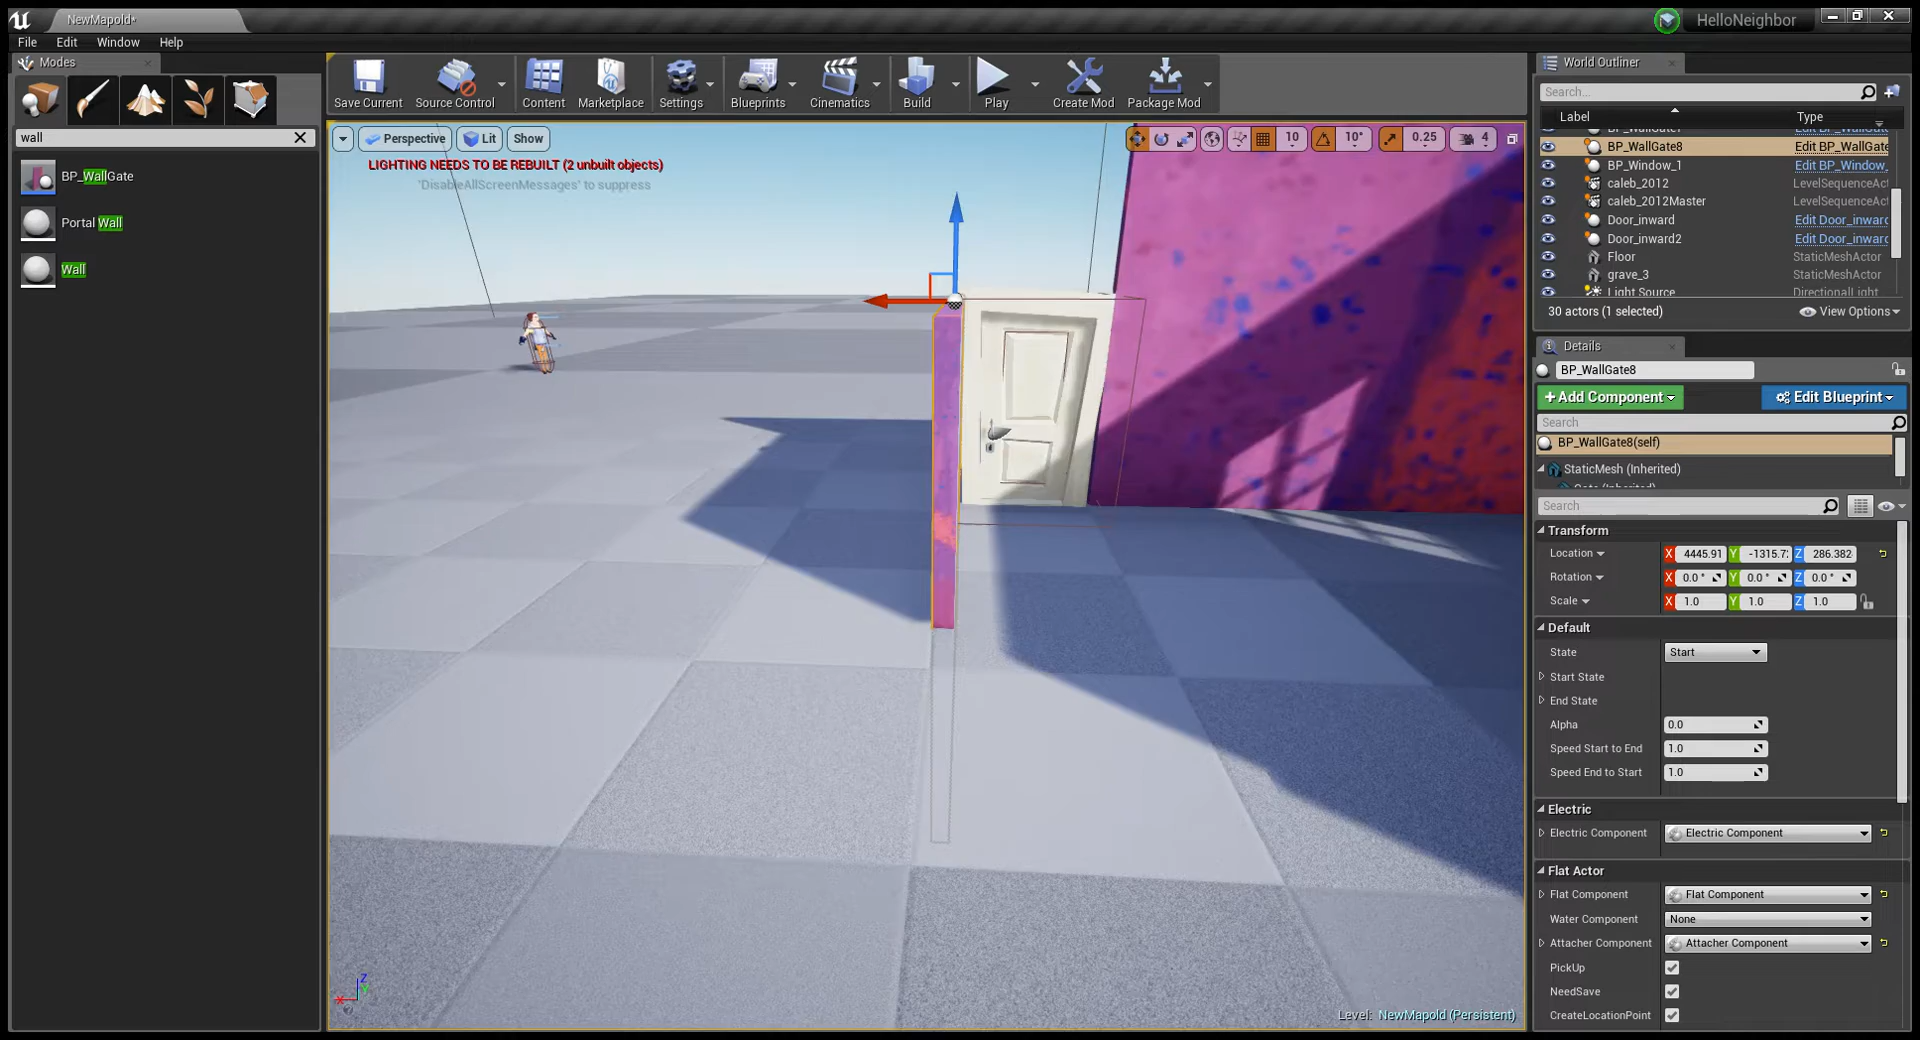 NewMapold*
HelloNeighbor
File Edit Window Help
Modes
wall
BP_WallGate
Portal Wall
Wall
Save Current
Source Control
Content
Marketplace
Settings
Blueprints
Cinematics
Build
Play
Create Mod
Package Mod
Perspective
Lit
Show
10
10°
0.25
4
LIGHTING NEEDS TO BE REBUILT (2 unbuilt objects)
'DisableAllScreenMessages' to suppress
Z
Y
X
Level: NewMapold (Persistent)
World Outliner
Search...
Label Type
BP_WallGate8 Edit BP_WallGate
BP_Window_1 Edit BP_Window_
caleb_2012 LevelSequenceAct
caleb_2012Master LevelSequenceAct
Door_inward Edit Door_inward
Door_inward2 Edit Door_inward
Floor StaticMeshActor
grave_3 StaticMeshActor
Light Source DirectionalLight
30 actors (1 selected)
View Options
Details
BP_WallGate8
+Add Component
Edit Blueprint
Search
BP_WallGate8(self)
StaticMesh (Inherited)
Search
Transform
Location X 4445.91 Y -1315.7 Z 286.382
Rotation X 0.0 ° Y 0.0 ° Z 0.0 °
Scale X 1.0 Y 1.0 Z 1.0
Default
State Start
Start State
End State
Alpha 0.0
Speed Start to End 1.0
Speed End to Start 1.0
Electric
Electric Component Electric Component
Flat Actor
Flat Component Flat Component
Water Component None
Attacher Component Attacher Component
PickUp
NeedSave
CreateLocationPoint